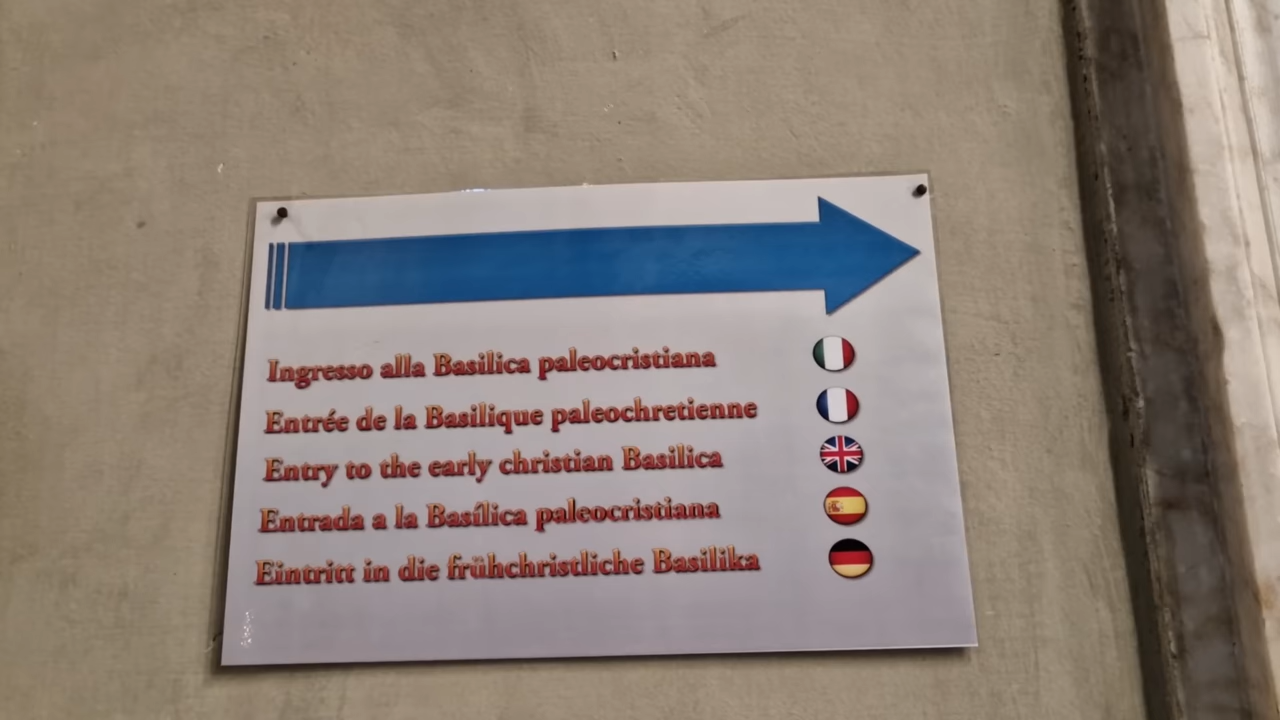 Ingresso alla Basilica paleocristiana
Entrée de la Basilique paleochretienne
Entry to the early christian Basilica
Entrada a la Basílica paleocristiana
Eintritt in die frühchristliche Basilika